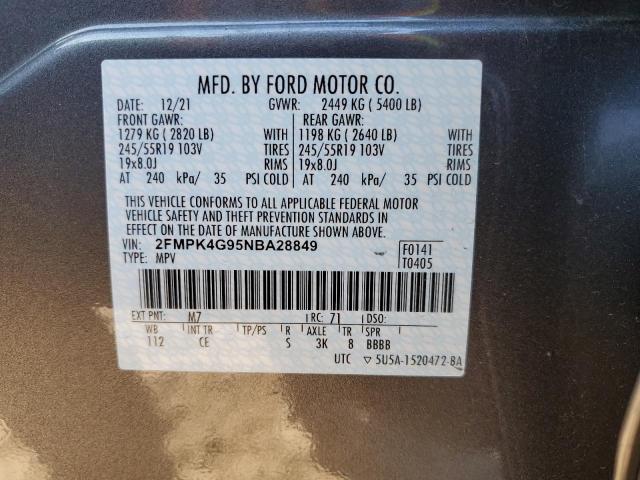 MFD. BY FORD MOTOR CO.
DATE: 12/21 GVWR: 2449 KG ( 5400 LB)
FRONT GAWR: REAR GAWR:
1279 KG ( 2820 LB) WITH 1198 KG ( 2640 LB) WITH
245/55R19 103V TIRES 245/55R19 103V TIRES
19x8.0J RIMS 19x8.0J RIMS
AT 240 kPa/ 35 PSI COLD AT 240 kPa/ 35 PSI COLD
THIS VEHICLE CONFORMS TO ALL APPLICABLE FEDERAL MOTOR
VEHICLE SAFETY AND THEFT PREVENTION STANDARDS IN
EFFECT ON THE DATE OF MANUFACTURE SHOWN ABOVE.
VIN: 2FMPK4G95NBA28849 F0141
TYPE: MPV T0405
EXT PNT: M7 RC: 71 DSO:
WB INT TR TP/PS R AXLE TR SPR
112 CE S 3K 8 BBBB
UTC ▽ 5U5A-1520472-BA